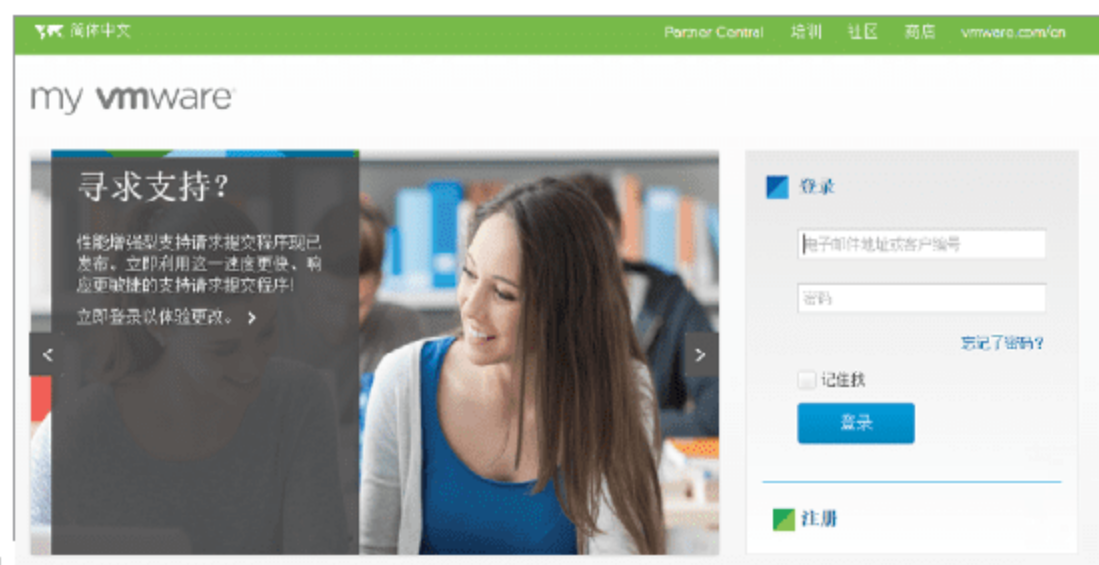 简体中文
Partner Central 培训 社区 商店 vmware.com/cn
my vmware
寻求支持？
性能增强型支持请求提交程序现已
发布。立即利用这一速度更快、响
应更敏捷的支持请求提交程序！
立即登录以体验更改。 >
< >
登录
电子邮件地址或客户编号
密码
忘记了密码？
记住我
登录
注册